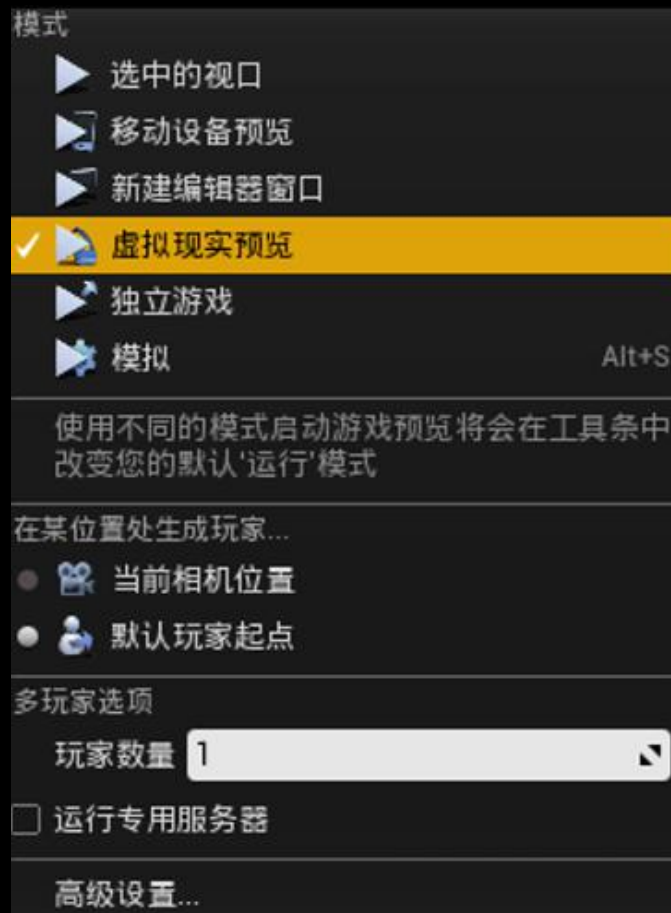 模式
选中的视口
移动设备预览
新建编辑器窗口
虚拟现实预览
独立游戏
模拟 Alt+S
使用不同的模式启动游戏预览将会在工具条中
改变您的默认'运行'模式
在某位置处生成玩家...
当前相机位置
默认玩家起点
多玩家选项
玩家数量 1
运行专用服务器
高级设置...